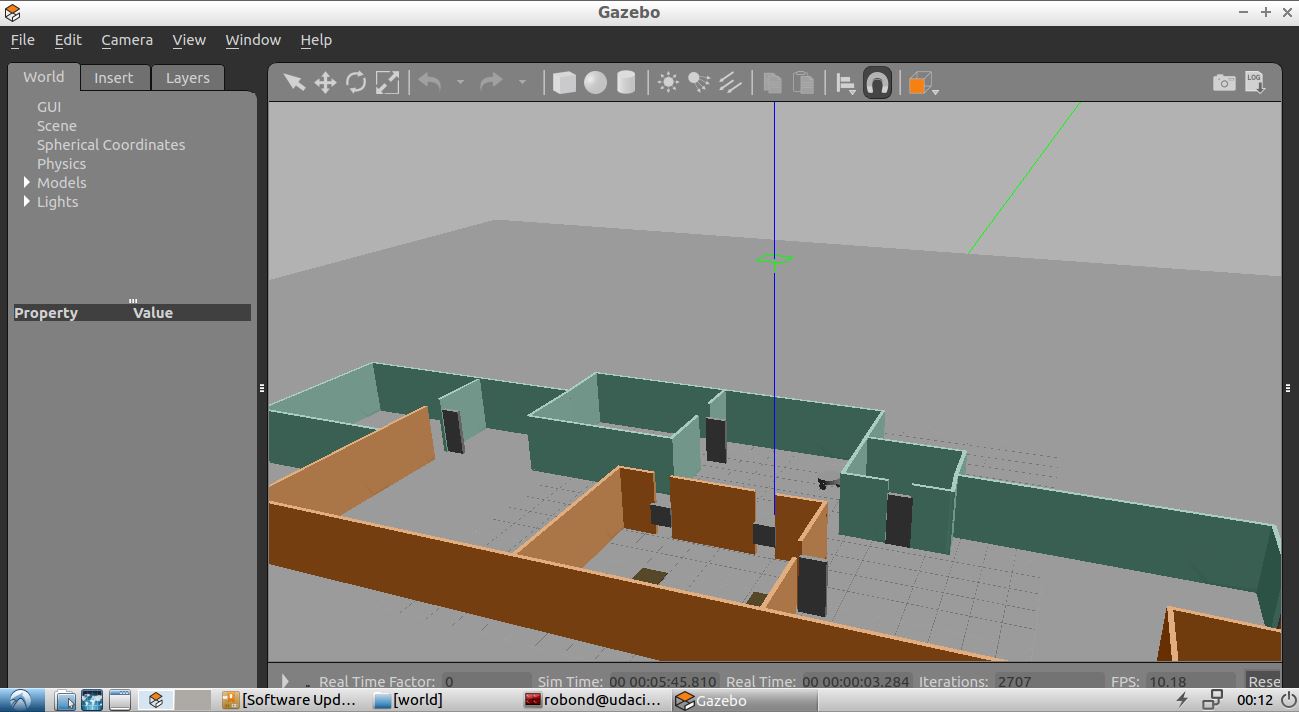 Gazebo
File Edit Camera View Window Help
World Insert Layers
LOG
GUI
Scene
Spherical Coordinates
Physics
Models
Lights
Property Value
Real Time Factor: 0 Sim Time: 00 00:05:45.810 Real Time: 00 00:00:03.284 Iterations: 2707 FPS: 10.18 Rese
[Software Upd... [world] robond@udaci... Gazebo 00:12